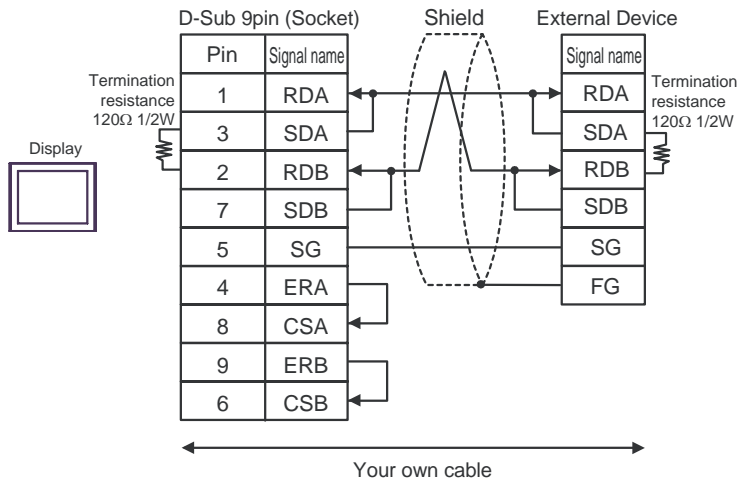 D-Sub 9pin (Socket)
Shield
External Device
Pin
Signal name
Signal name
Termination
resistance
120Ω 1/2W
1
RDA
RDA
Termination
resistance
120Ω 1/2W
3
SDA
SDA
Display
2
RDB
RDB
7
SDB
SDB
5
SG
SG
4
ERA
FG
8
CSA
9
ERB
6
CSB
Your own cable